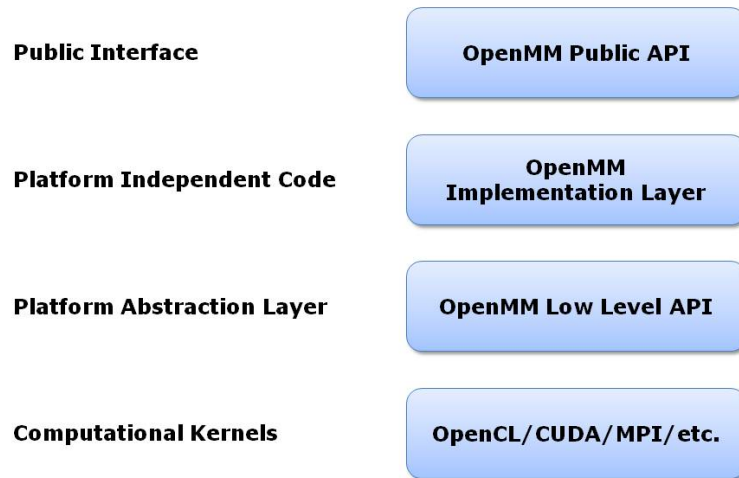 Public Interface
OpenMM Public API
Platform Independent Code
OpenMM
Implementation Layer
Platform Abstraction Layer
OpenMM Low Level API
Computational Kernels
OpenCL/CUDA/MPI/etc.